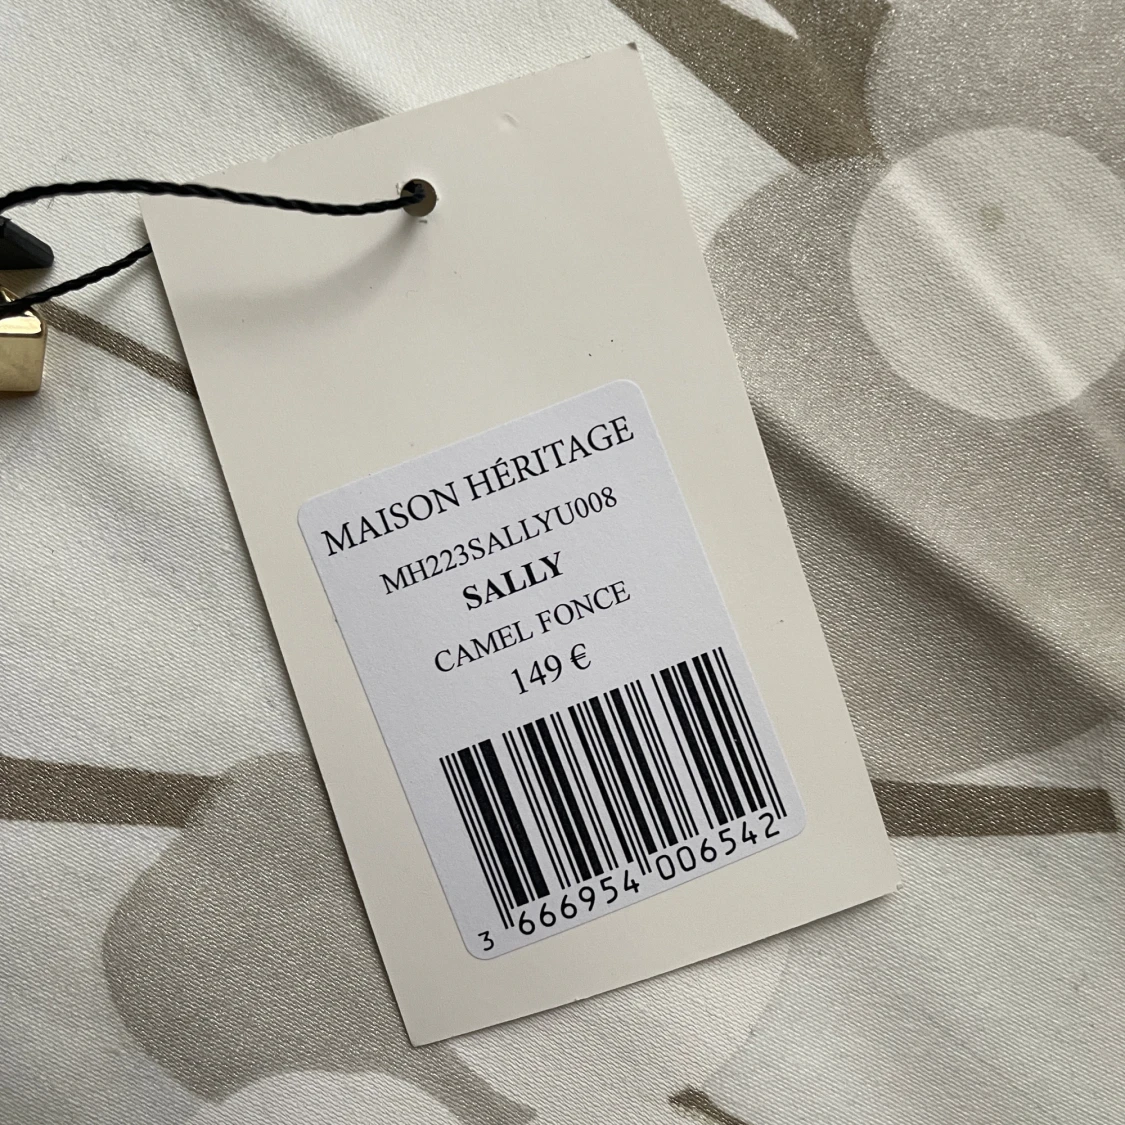 MAISON HÉRITAGE
MH223SALLYU008
SALLY
CAMEL FONCE
149 €
3 666954 006542